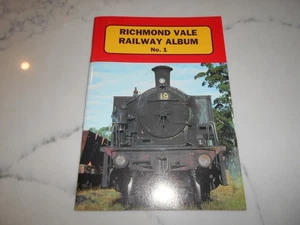 RICHMOND VALE
RAILWAY ALBUM
No. 1
19